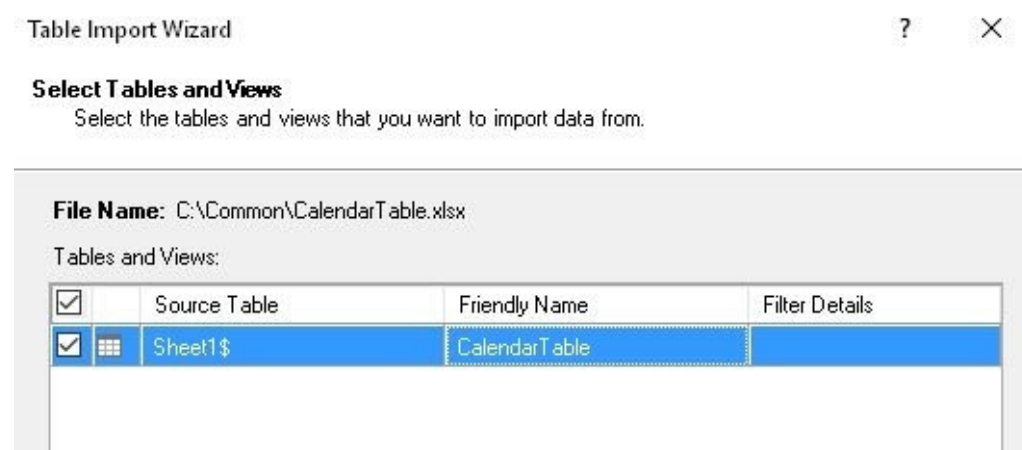 Table Import Wizard ? ×
Select Tables and Views
Select the tables and views that you want to import data from.
File Name: C:\Common\CalendarTable.xlsx
Tables and Views:
Source Table Friendly Name Filter Details
Sheet1$ CalendarTable